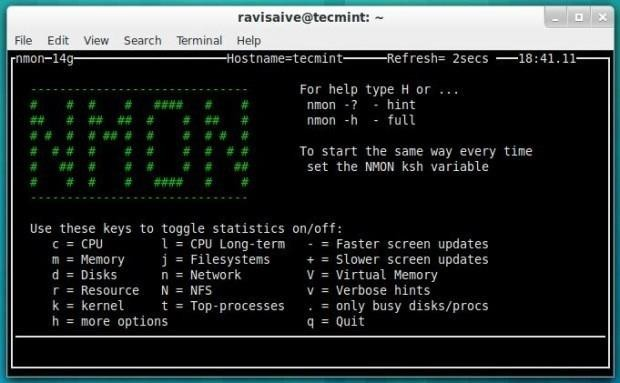 ravisaive@tecmint: ~
File Edit View Search Terminal Help
nmon-14g Hostname=tecmint Refresh= 2secs 18:41.11
For help type H or ...
nmon -? - hint
nmon -h - full
To start the same way every time
set the NMON ksh variable
NMON
Use these keys to toggle statistics on/off:
c = CPU l = CPU Long-term - = Faster screen updates
m = Memory j = Filesystems + = Slower screen updates
d = Disks n = Network V = Virtual Memory
r = Resource N = NFS v = Verbose hints
k = kernel t = Top-processes . = only busy disks/procs
h = more options q = Quit